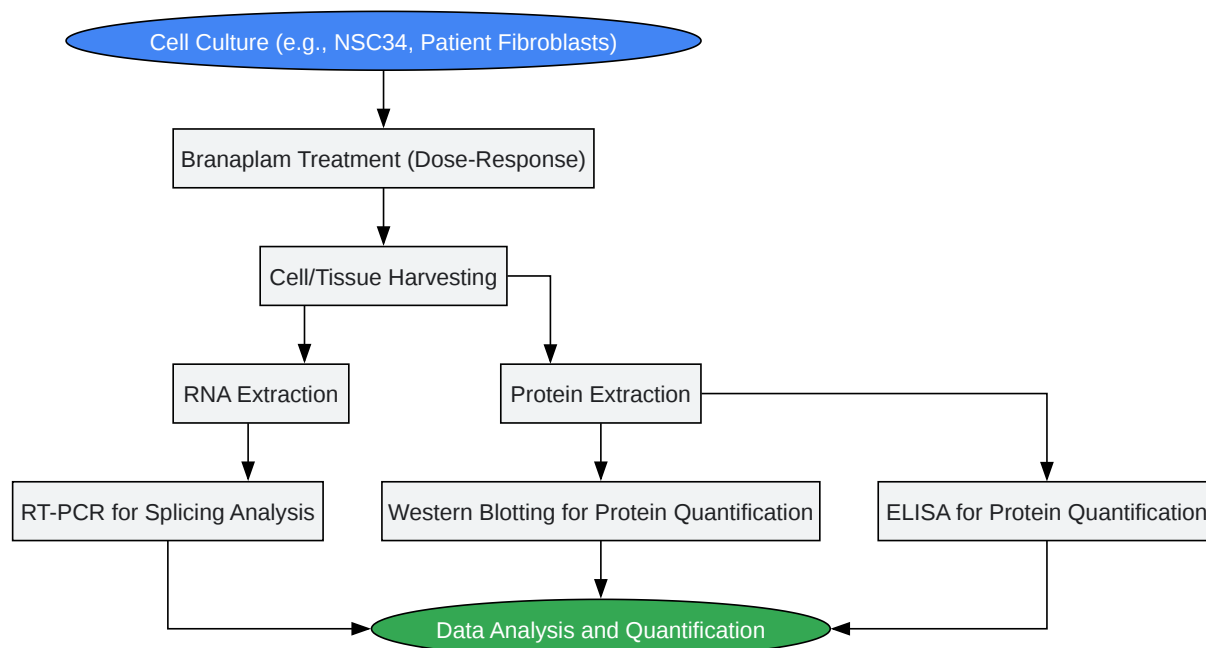 Cell Culture (e.g., NSC34, Patient Fibroblasts)
Branaplam Treatment (Dose-Response)
Cell/Tissue Harvesting
RNA Extraction
Protein Extraction
RT-PCR for Splicing Analysis
Western Blotting for Protein Quantification
ELISA for Protein Quantification
Data Analysis and Quantification